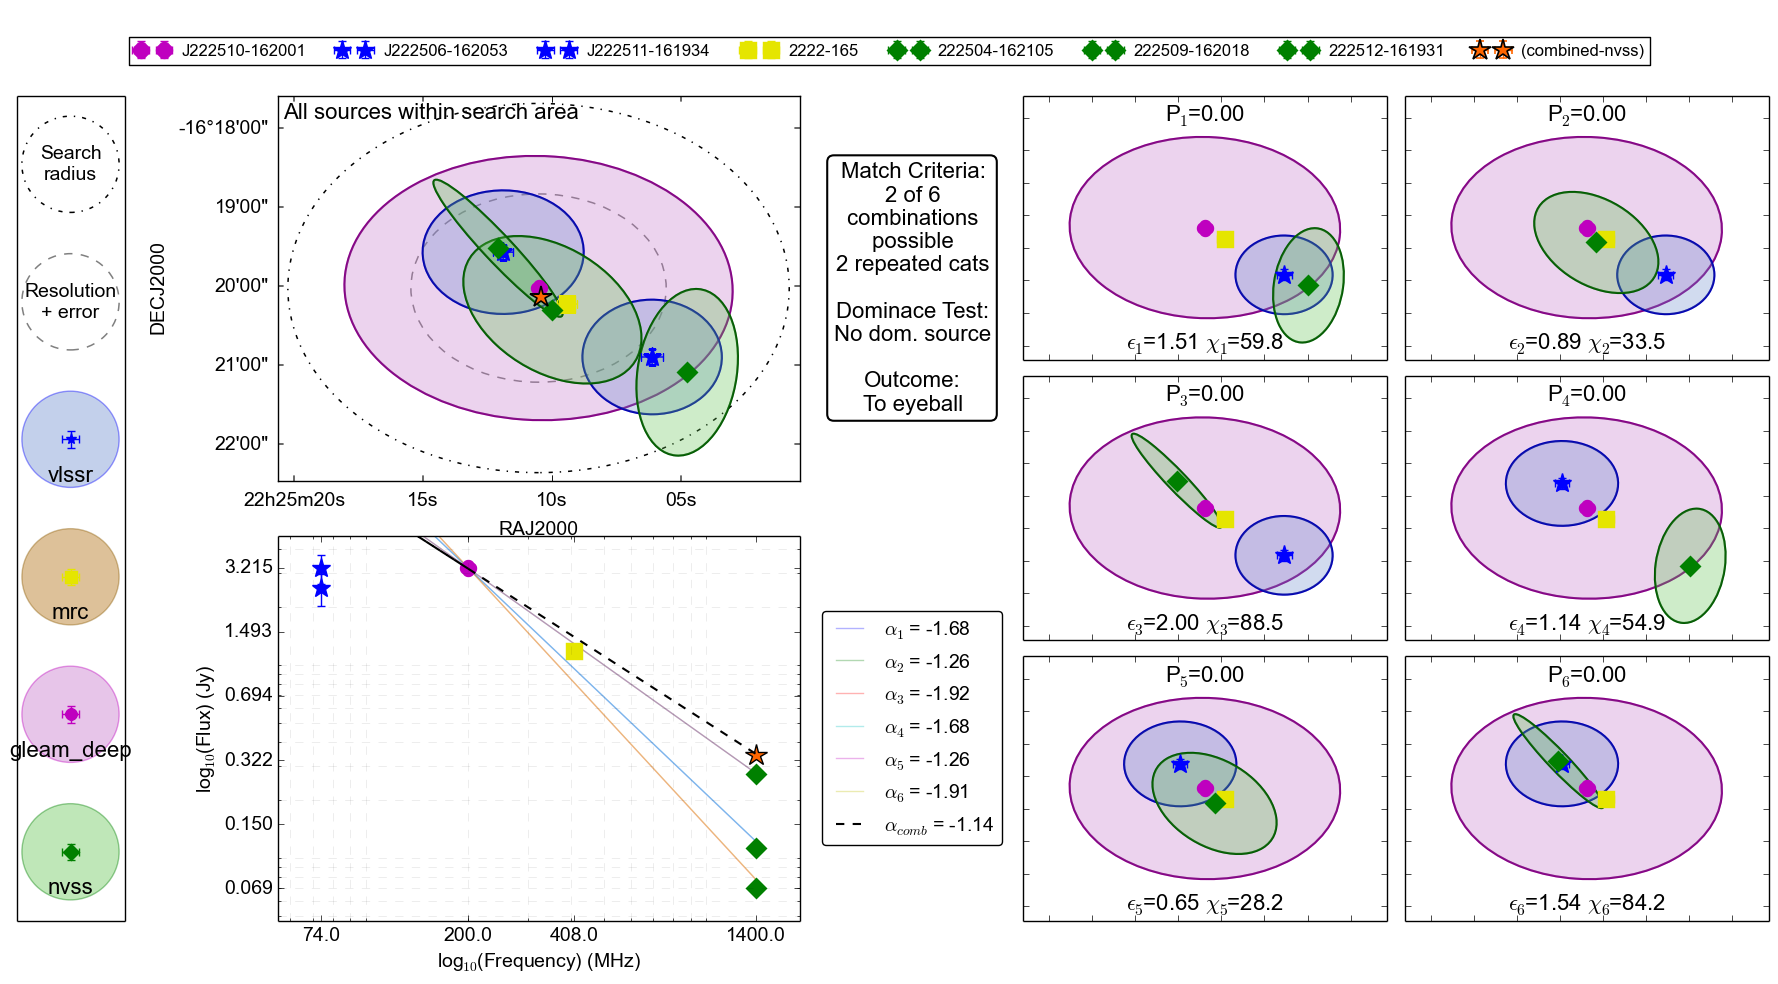 J222510-162001 J222506-162053 J222511-161934 2222-165 222504-162105 222509-162018 222512-161931 (combined-nvss)
Search
radius
Resolution
+ error
vlssr
mrc
gleam_deep
nvss
All sources within search area
DECJ2000
-16°18'00"
19'00"
20'00"
21'00"
22'00"
22h25m20s 15s 10s 05s
RAJ2000
Match Criteria:
2 of 6
combinations
possible
2 repeated cats
Dominace Test:
No dom. source
Outcome:
To eyeball
log10(Flux) (Jy)
3.215
1.493
0.694
0.322
0.150
0.069
74.0 200.0 408.0 1400.0
log10(Frequency) (MHz)
α1 = -1.68
α2 = -1.26
α3 = -1.92
α4 = -1.68
α5 = -1.26
α6 = -1.91
αcomb = -1.14
P1=0.00
ϵ1=1.51 χ1=59.8
P2=0.00
ϵ2=0.89 χ2=33.5
P3=0.00
ϵ3=2.00 χ3=88.5
P4=0.00
ϵ4=1.14 χ4=54.9
P5=0.00
ϵ5=0.65 χ5=28.2
P6=0.00
ϵ6=1.54 χ6=84.2